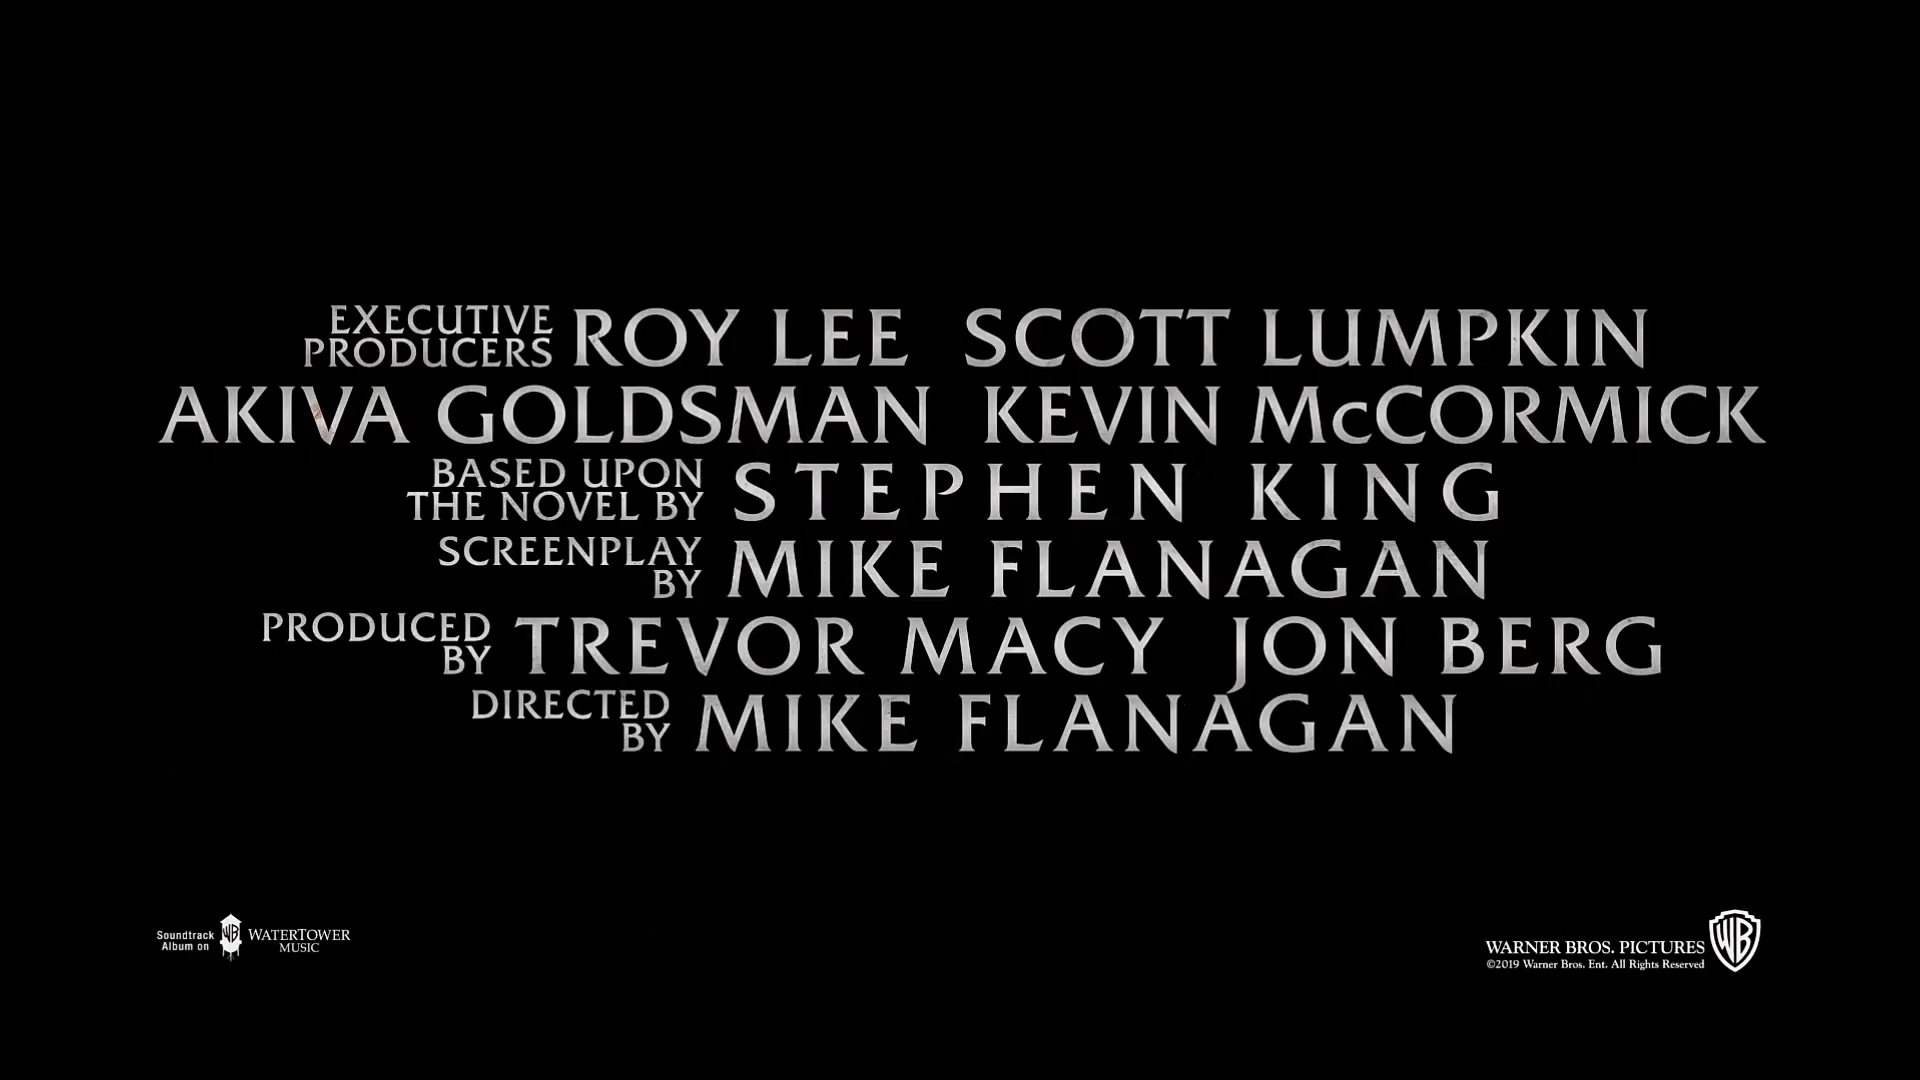 EXECUTIVE PRODUCERS ROY LEE SCOTT LUMPKIN
AKIVA GOLDSMAN KEVIN McCORMICK
BASED UPON THE NOVEL BY STEPHEN KING
SCREENPLAY BY MIKE FLANAGAN
PRODUCED BY TREVOR MACY JON BERG
DIRECTED BY MIKE FLANAGAN
Soundtrack Album on WB WATERTOWER MUSIC
WARNER BROS. PICTURES WB
©2019 Warner Bros. Ent. All Rights Reserved